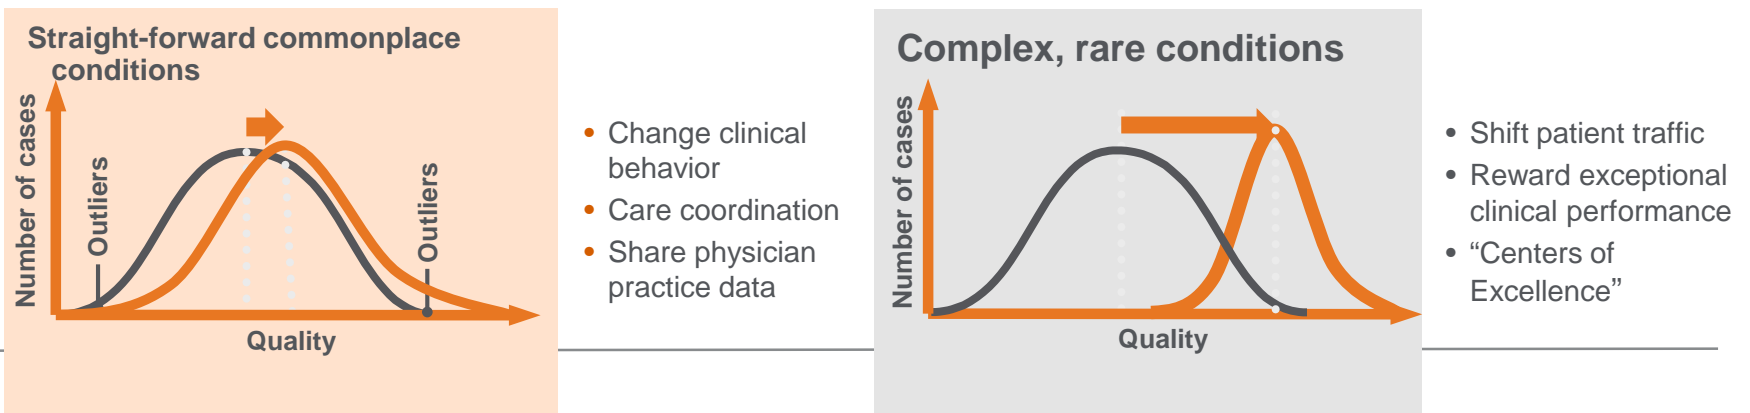 Straight-forward commonplace
conditions
Number of cases
Outliers
Outliers
Quality
• Change clinical
behavior
• Care coordination
• Share physician
practice data
Complex, rare conditions
Number of cases
Quality
• Shift patient traffic
• Reward exceptional
clinical performance
• “Centers of
Excellence”